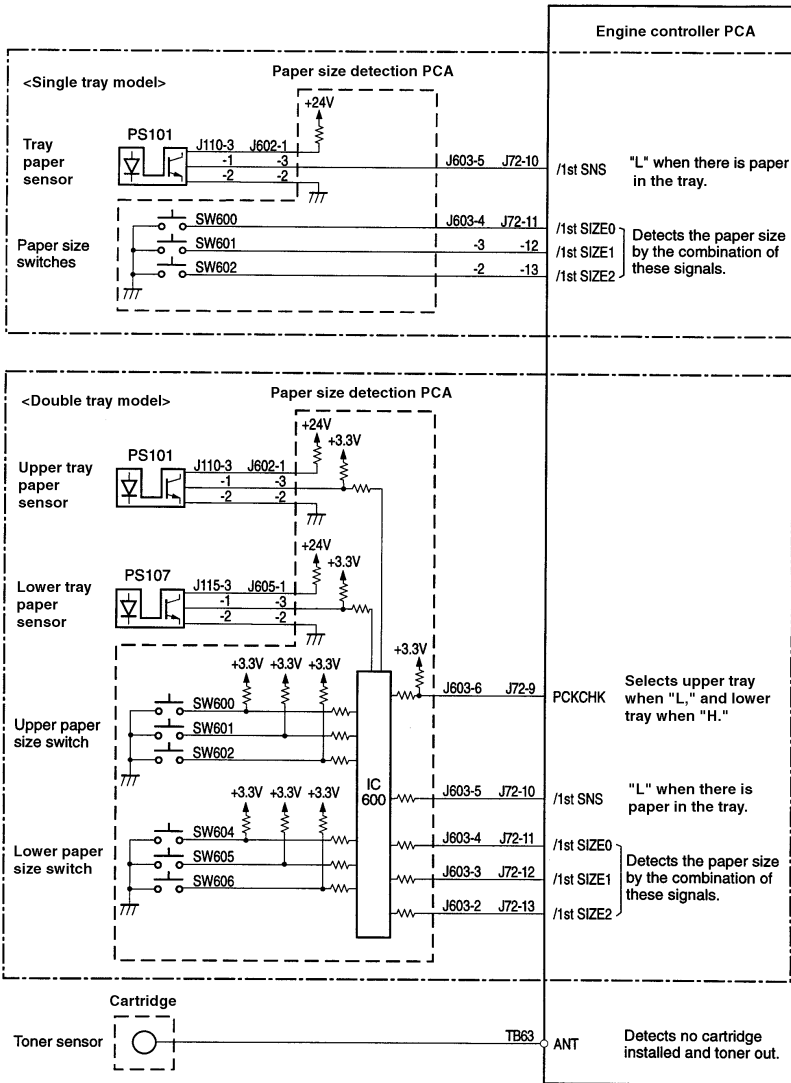 Engine controller PCA
<Single tray model>
Paper size detection PCA
+24V
Tray
paper
sensor
PS101
J110-3 J602-1
-1 -3
-2 -2
J603-5 J72-10
/1st SNS
"L" when there is paper
in the tray.
Paper size
switches
SW600
SW601
SW602
J603-4 J72-11
-3 -12
-2 -13
/1st SIZE0
/1st SIZE1
/1st SIZE2
Detects the paper size
by the combination of
these signals.
<Double tray model>
Paper size detection PCA
+24V
+3.3V
Upper tray
paper
sensor
PS101
J110-3 J602-1
-1 -3
-2 -2
+24V
+3.3V
Lower tray
paper
sensor
PS107
J115-3 J605-1
-1 -3
-2 -2
+3.3V +3.3V +3.3V
+3.3V
Upper paper
size switch
SW600
SW601
SW602
J603-6 J72-9
PCKCHK
Selects upper tray
when "L," and lower
tray when "H."
IC
600
+3.3V +3.3V +3.3V
Lower paper
size switch
SW604
SW605
SW606
J603-5 J72-10
/1st SNS
"L" when there is
paper in the tray.
J603-4 J72-11
/1st SIZE0
J603-3 J72-12
/1st SIZE1
J603-2 J72-13
/1st SIZE2
Detects the paper size
by the combination of
these signals.
Cartridge
Toner sensor
TB63
ANT
Detects no cartridge
installed and toner out.